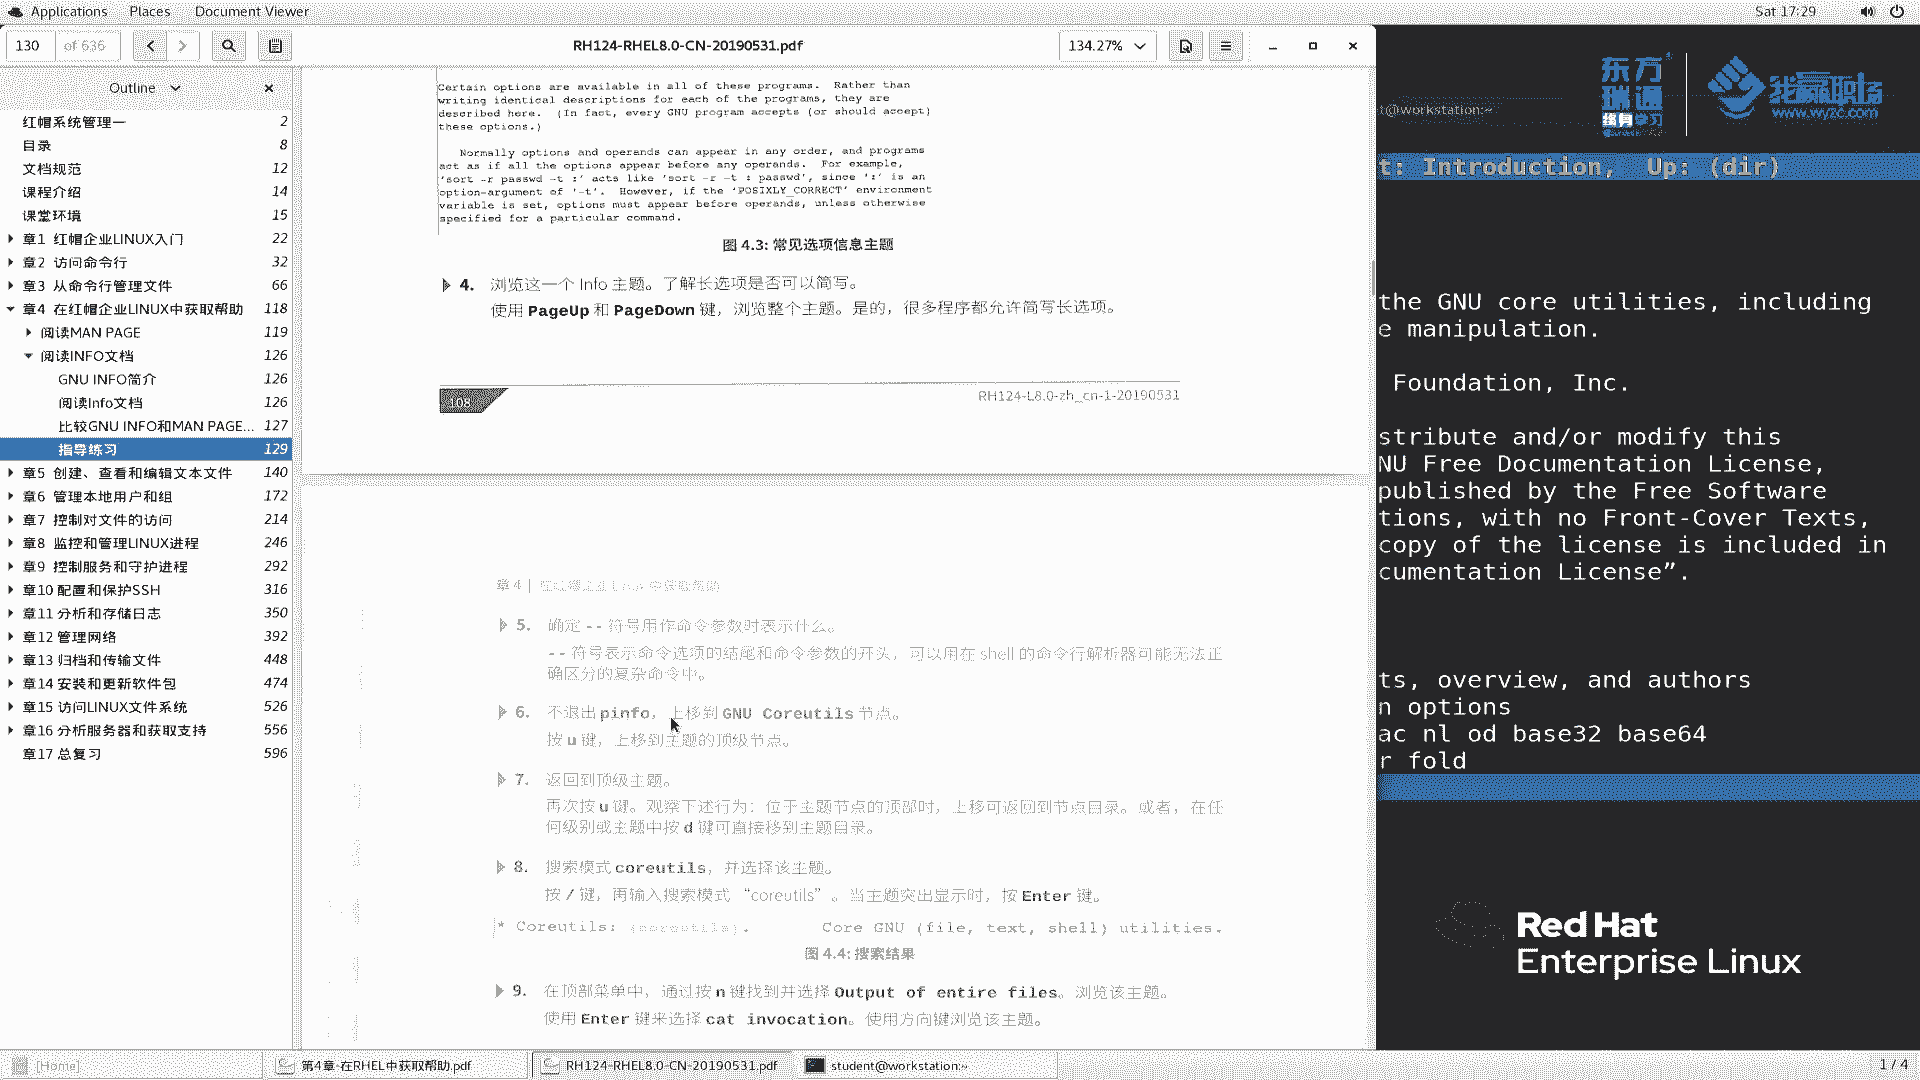 Applications Places Document Viewer Sat 17:29
130 of 636 RH124-RHEL8.0-CN-20190531.pdf 134.27%
Outline
红帽系统管理一 2
目录 8
文档规范 12
课程介绍 14
课堂环境 15
章1 红帽企业LINUX入门 22
章2 访问命令行 32
章3 从命令行管理文件 66
章4 在红帽企业LINUX中获取帮助 118
阅读MAN PAGE 119
阅读INFO文档 126
GNU INFO简介 126
阅读Info文档 126
比较GNU INFO和MAN PAGE... 127
指导练习 129
章5 创建、查看和编辑文本文件 140
章6 管理本地用户和组 172
章7 控制对文件的访问 214
章8 监控和管理LINUX进程 246
章9 控制服务和守护进程 292
章10 配置和保护SSH 316
章11 分析和存储日志 350
章12 管理网络 392
章13 归档和传输文件 448
章14 安装和更新软件包 474
章15 访问LINUX文件系统 526
章16 分析服务器和获取支持 556
章17 总复习 596
Certain options are available in all of these programs. Rather than
writing identical descriptions for each of the programs, they are
described here. (In fact, every GNU program accepts (or should accept)
these options.)
Normally options and operands can appear in any order, and programs
act as if all the options appear before any operands. For example,
'sort -r passwd -t :' acts like 'sort -r -t : passwd', since ':' is an
option-argument of '-t'. However, if the 'POSIXLY_CORRECT' environment
variable is set, options must appear before operands, unless otherwise
specified for a particular command.
图 4.3: 常见选项信息主题
4. 浏览这一个 Info 主题。了解长选项是否可以简写。
使用 PageUp 和 PageDown 键，浏览整个主题。是的，很多程序都允许简写长选项。
108 RH124-L8.0-zh_cn-1-20190531
章 4 | 在红帽企业 Linux 中获取帮助
5. 确定 -- 符号用作命令参数时表示什么。
-- 符号表示命令选项的结尾和命令参数的开头，可以用在 shell 的命令行解析器可能无法正
确区分的复杂命令中。
6. 不退出 pinfo，上移到 GNU Coreutils 节点。
按 u 键，上移到主题的顶级节点。
7. 返回到顶级主题。
再次按 u 键。观察下述行为：位于主题节点的顶部时，上移可返回到节点目录。或者，在任
何级别或主题中按 d 键可直接移到主题目录。
8. 搜索模式 coreutils，并选择该主题。
按 / 键，再输入搜索模式 “coreutils” 。当主题突出显示时，按 Enter 键。
* Coreutils: (coreutils). Core GNU (file, text, shell) utilities.
图 4.4: 搜索结果
9. 在顶部菜单中，通过按 n 键找到并选择 Output of entire files。浏览该主题。
使用 Enter 键来选择 cat invocation。使用方向键浏览该主题。
东方瑞通
终身学习
我赢职场
www.wyzc.com
t@workstation:~
t: Introduction, Up: (dir)
the GNU core utilities, including
e manipulation.
Foundation, Inc.
stribute and/or modify this
NU Free Documentation License,
published by the Free Software
tions, with no Front-Cover Texts,
copy of the license is included in
cumentation License”.
ts, overview, and authors
n options
ac nl od base32 base64
r fold
Red Hat
Enterprise Linux
[Home] 第4章-在RHEL中获取帮助.pdf RH124-RHEL8.0-CN-20190531.pdf student@workstation:~ 1 / 4